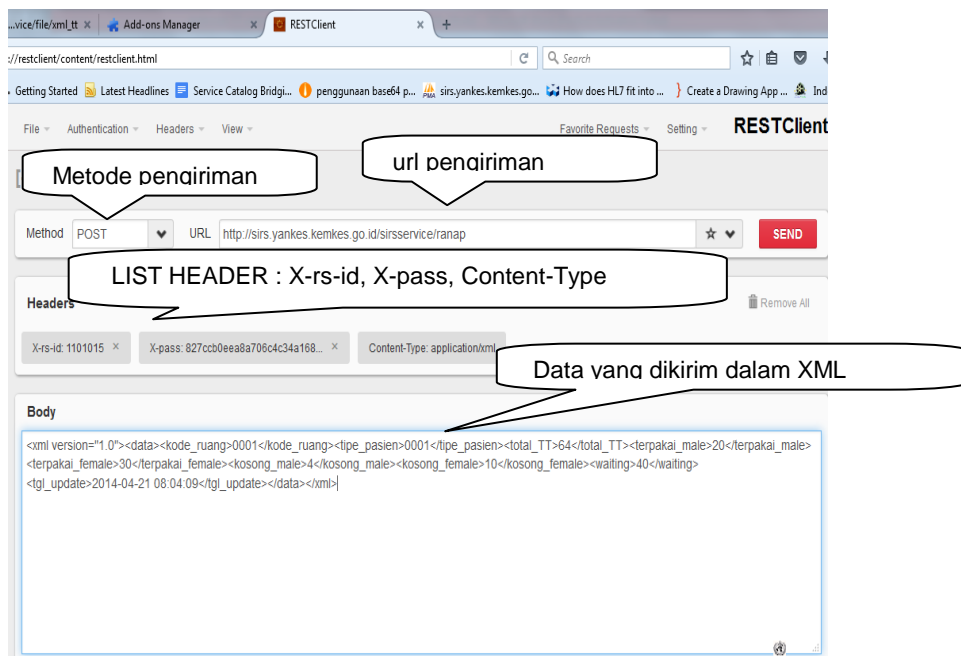 ...vice/file/xml_tt × Add-ons Manager × RESTClient × +
://restclient/content/restclient.html Search
Getting Started Latest Headlines Service Catalog Bridgi... penggunaan base64 p... sirs.yankes.kemkes.go... How does HL7 fit into ... Create a Drawing App ... Ind
File Authentication Headers View Favorite Requests Setting RESTClient
Metode pengiriman
url pengiriman
Method POST URL http://sirs.yankes.kemkes.go.id/sirsservice/ranap SEND
LIST HEADER : X-rs-id, X-pass, Content-Type
Headers Remove All
X-rs-id: 1101015 × X-pass: 827ccb0eea8a706c4c34a168... × Content-Type: application/xml
Data yang dikirim dalam XML
Body
<xml version="1.0"><data><kode_ruang>0001</kode_ruang><tipe_pasien>0001</tipe_pasien><total_TT>64</total_TT><terpakai_male>20</terpakai_male>
<terpakai_female>30</terpakai_female><kosong_male>4</kosong_male><kosong_female>10</kosong_female><waiting>40</waiting>
<tgl_update>2014-04-21 08:04:09</tgl_update></data></xml>